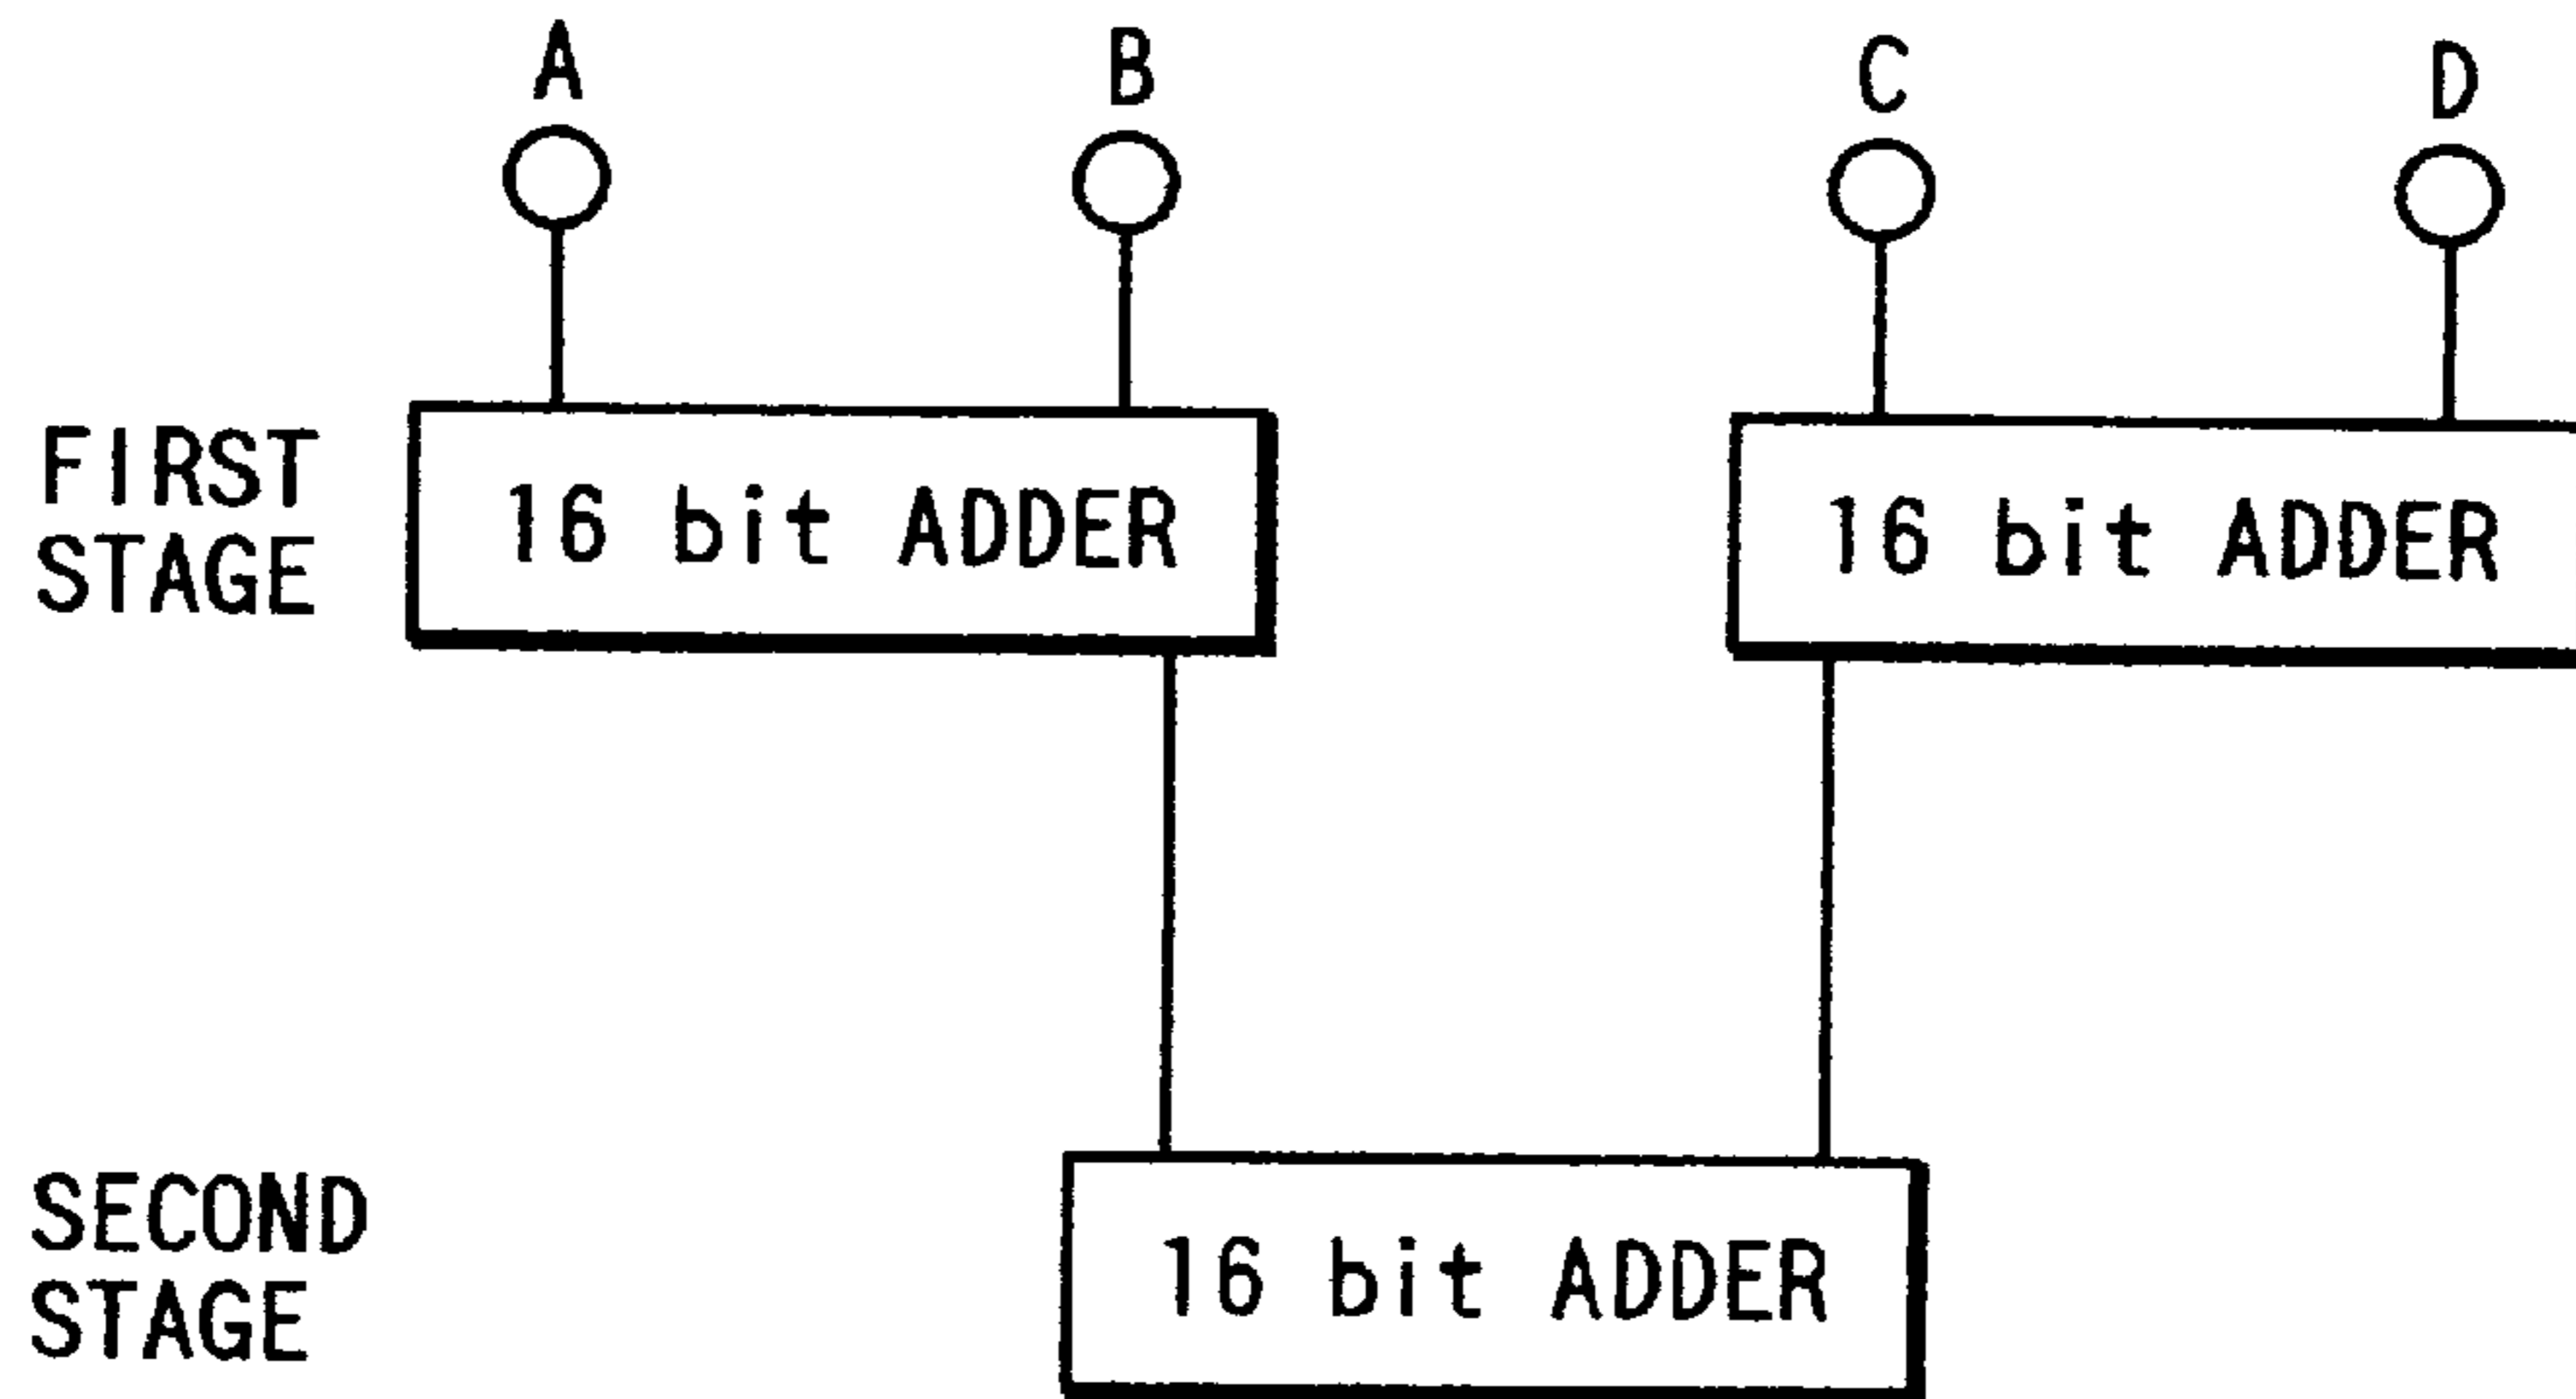 A B C D
FIRST
STAGE
16 bit ADDER
16 bit ADDER
SECOND
STAGE
16 bit ADDER